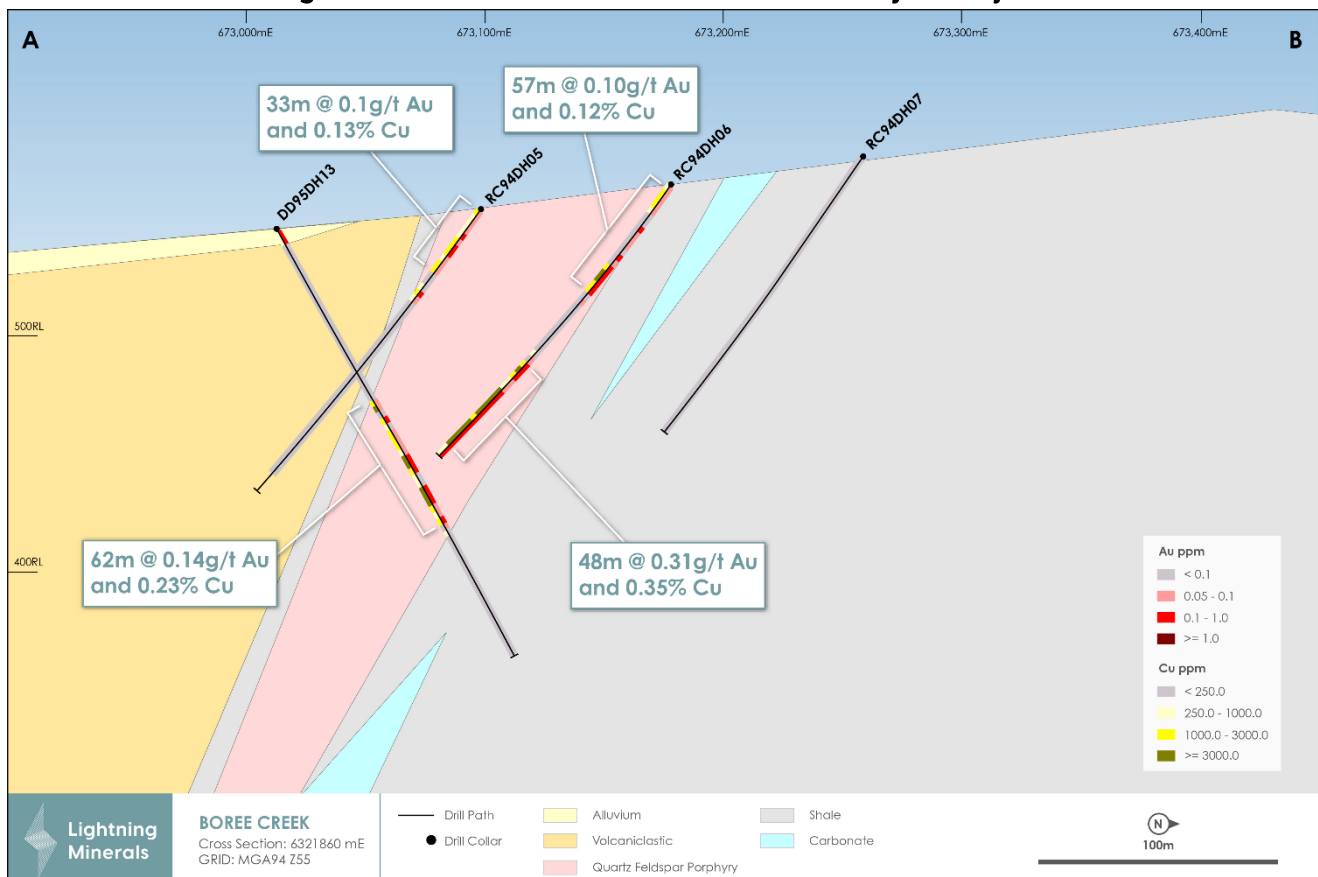 A
673,000mE
673,100mE
673,200mE
673,300mE
673,400mE
B
33m @ 0.1g/t Au
and 0.13% Cu
57m @ 0.10g/t Au
and 0.12% Cu
DD95DH13
RC94DH05
RC94DH06
RC94DH07
500RL
400RL
62m @ 0.14g/t Au
and 0.23% Cu
48m @ 0.31g/t Au
and 0.35% Cu
Au ppm
< 0.1
0.05 - 0.1
0.1 - 1.0
>= 1.0
Cu ppm
< 250.0
250.0 - 1000.0
1000.0 - 3000.0
>= 3000.0
Lightning
Minerals
BOREE CREEK
Cross Section: 6321860 mE
GRID: MGA94 Z55
Drill Path
Drill Collar
Alluvium
Volcaniclastic
Quartz Feldspar Porphyry
Shale
Carbonate
N
100m